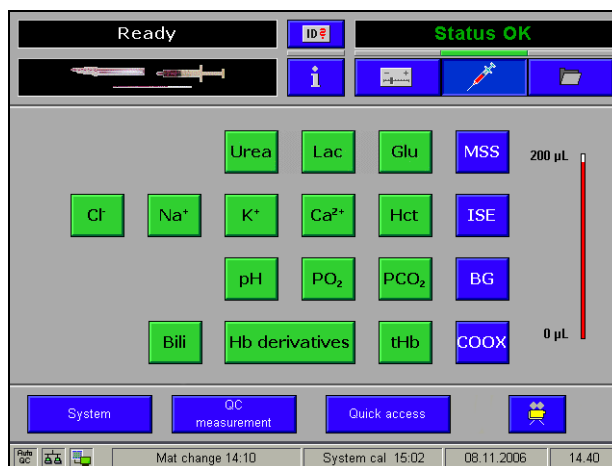 Ready
ID
Status OK
i
Urea Lac Glu MSS
200 µL
Cl⁻ Na⁺ K⁺ Ca²⁺ Hct ISE
pH PO₂ PCO₂ BG
0 µL
Bili Hb derivatives tHb COOX
System
QC
measurement
Quick access
Auto
QC
Mat change 14:10 System cal 15:02 08.11.2006 14.40